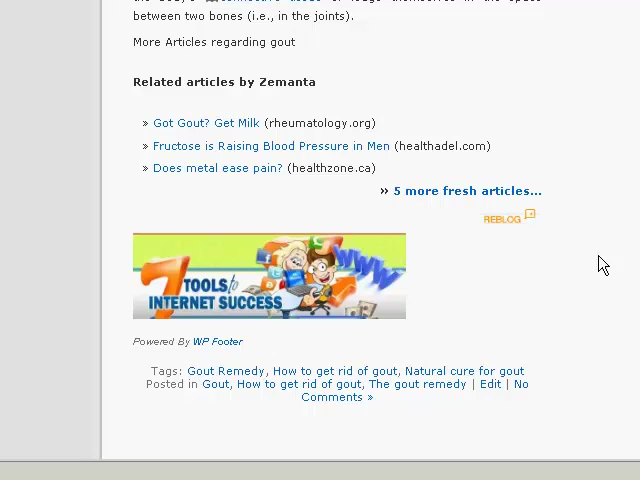 between two bones (i.e., in the joints).
More Articles regarding gout
Related articles by Zemanta
» Got Gout? Get Milk (rheumatology.org)
» Fructose is Raising Blood Pressure in Men (healthadel.com)
» Does metal ease pain? (healthzone.ca)
» 5 more fresh articles...
REBLOG
7 TOOLS to INTERNET SUCCESS
WWW
Powered By WP Footer
Tags: Gout Remedy, How to get rid of gout, Natural cure for gout
Posted in Gout, How to get rid of gout, The gout remedy | Edit | No
Comments »